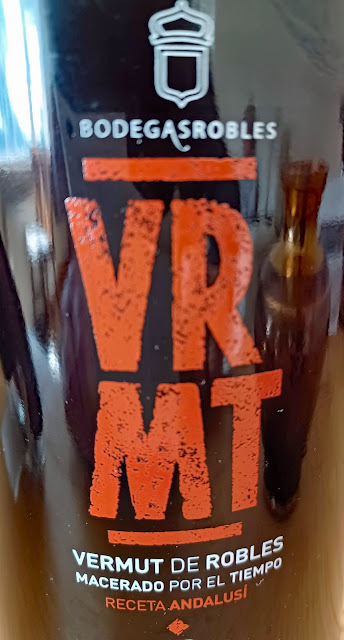 BODEGASROBLES
VR
MT
VERMUT DE ROBLES
MACERADO POR EL TIEMPO
RECETA ANDALUSÍ